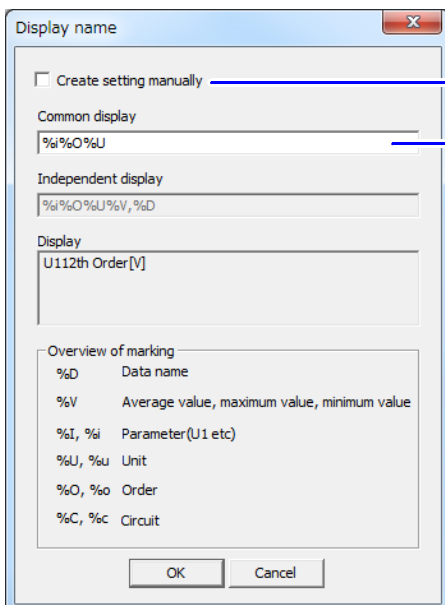 Display name
x
Create setting manually
Common display
%i%O%U
Independent display
%i%O%U%V,%D
Display
U112th Order[V]
Overview of marking
%D Data name
%V Average value, maximum value, minimum value
%I, %i Parameter(U1 etc)
%U, %u Unit
%O, %o Order
%C, %c Circuit
OK Cancel